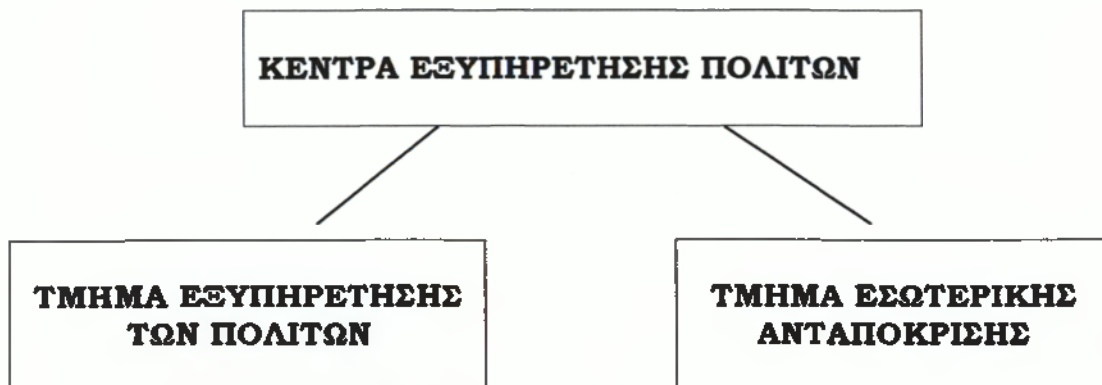 ΚΕΝΤΡΑ ΕΞΥΠΗΡΕΤΗΣΗΣ ΠΟΛΙΤΩΝ
ΤΜΗΜΑ ΕΞΥΠΗΡΕΤΗΣΗΣ
ΤΩΝ ΠΟΛΙΤΩΝ
ΤΜΗΜΑ ΕΣΩΤΕΡΙΚΗΣ
ΑΝΤΑΠΟΚΡΙΣΗΣ